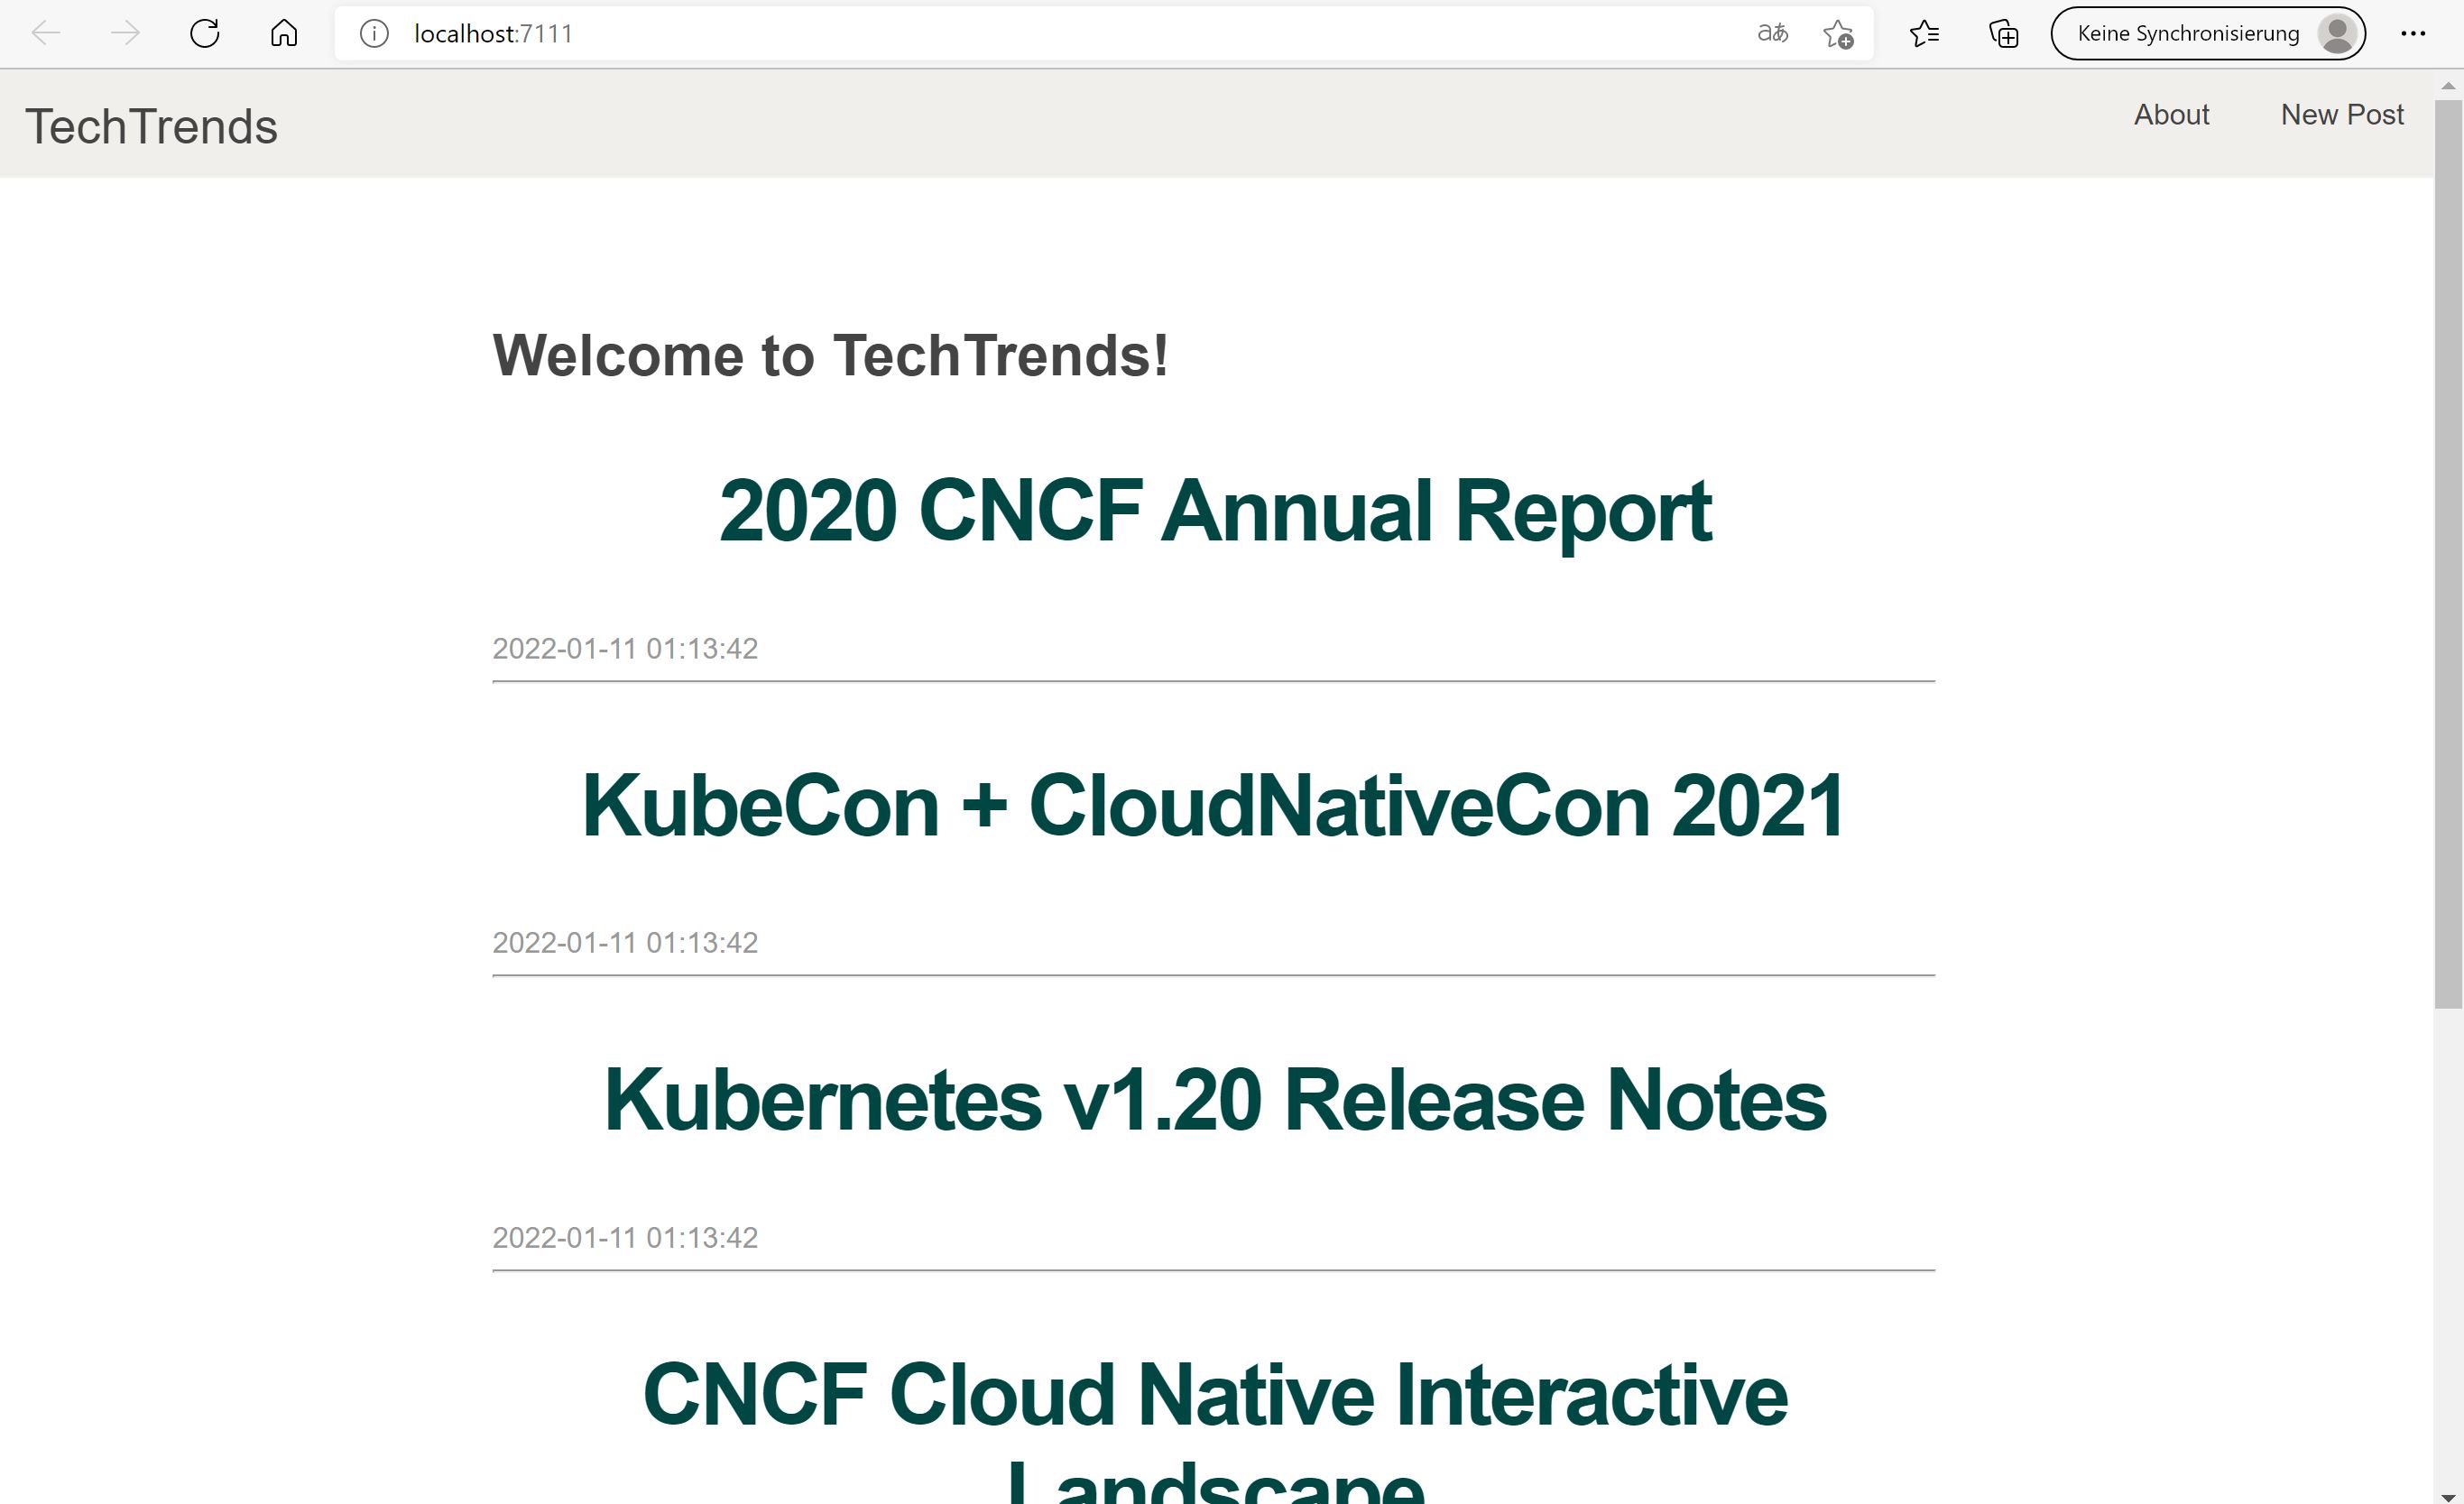 localhost:7111
aあ
Keine Synchronisierung
TechTrends
About
New Post
Welcome to TechTrends!
2020 CNCF Annual Report
2022-01-11 01:13:42
KubeCon + CloudNativeCon 2021
2022-01-11 01:13:42
Kubernetes v1.20 Release Notes
2022-01-11 01:13:42
CNCF Cloud Native Interactive
Landscape